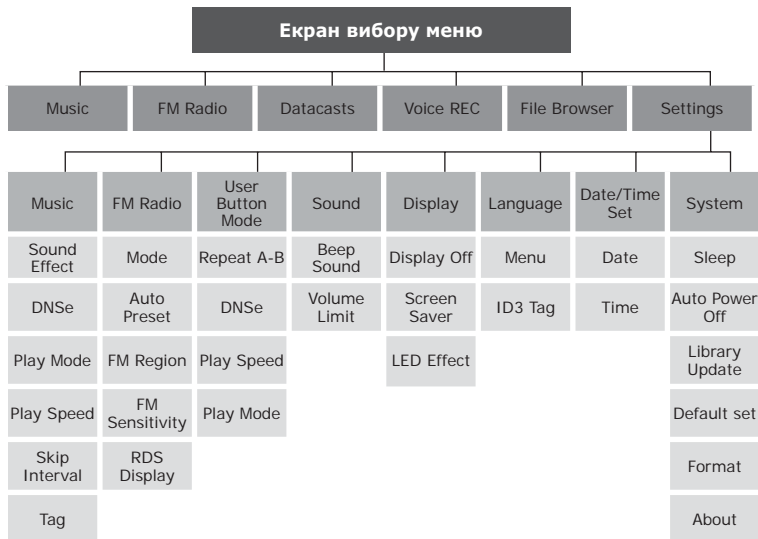 Екран вибору меню
Music FM Radio Datacasts Voice REC File Browser Settings
Music
FM Radio
User
Button
Mode
Sound
Display
Language
Date/Time
Set
System
Sound
Effect
Mode
Repeat A-B
Beep
Sound
Display Off
Menu
Date
Sleep
DNSe
Auto
Preset
DNSe
Volume
Limit
Screen
Saver
ID3 Tag
Time
Auto Power
Off
Play Mode
FM Region
Play Speed
LED Effect
Library
Update
Play Speed
FM
Sensitivity
Play Mode
Default set
Skip
Interval
RDS
Display
Format
Tag
About